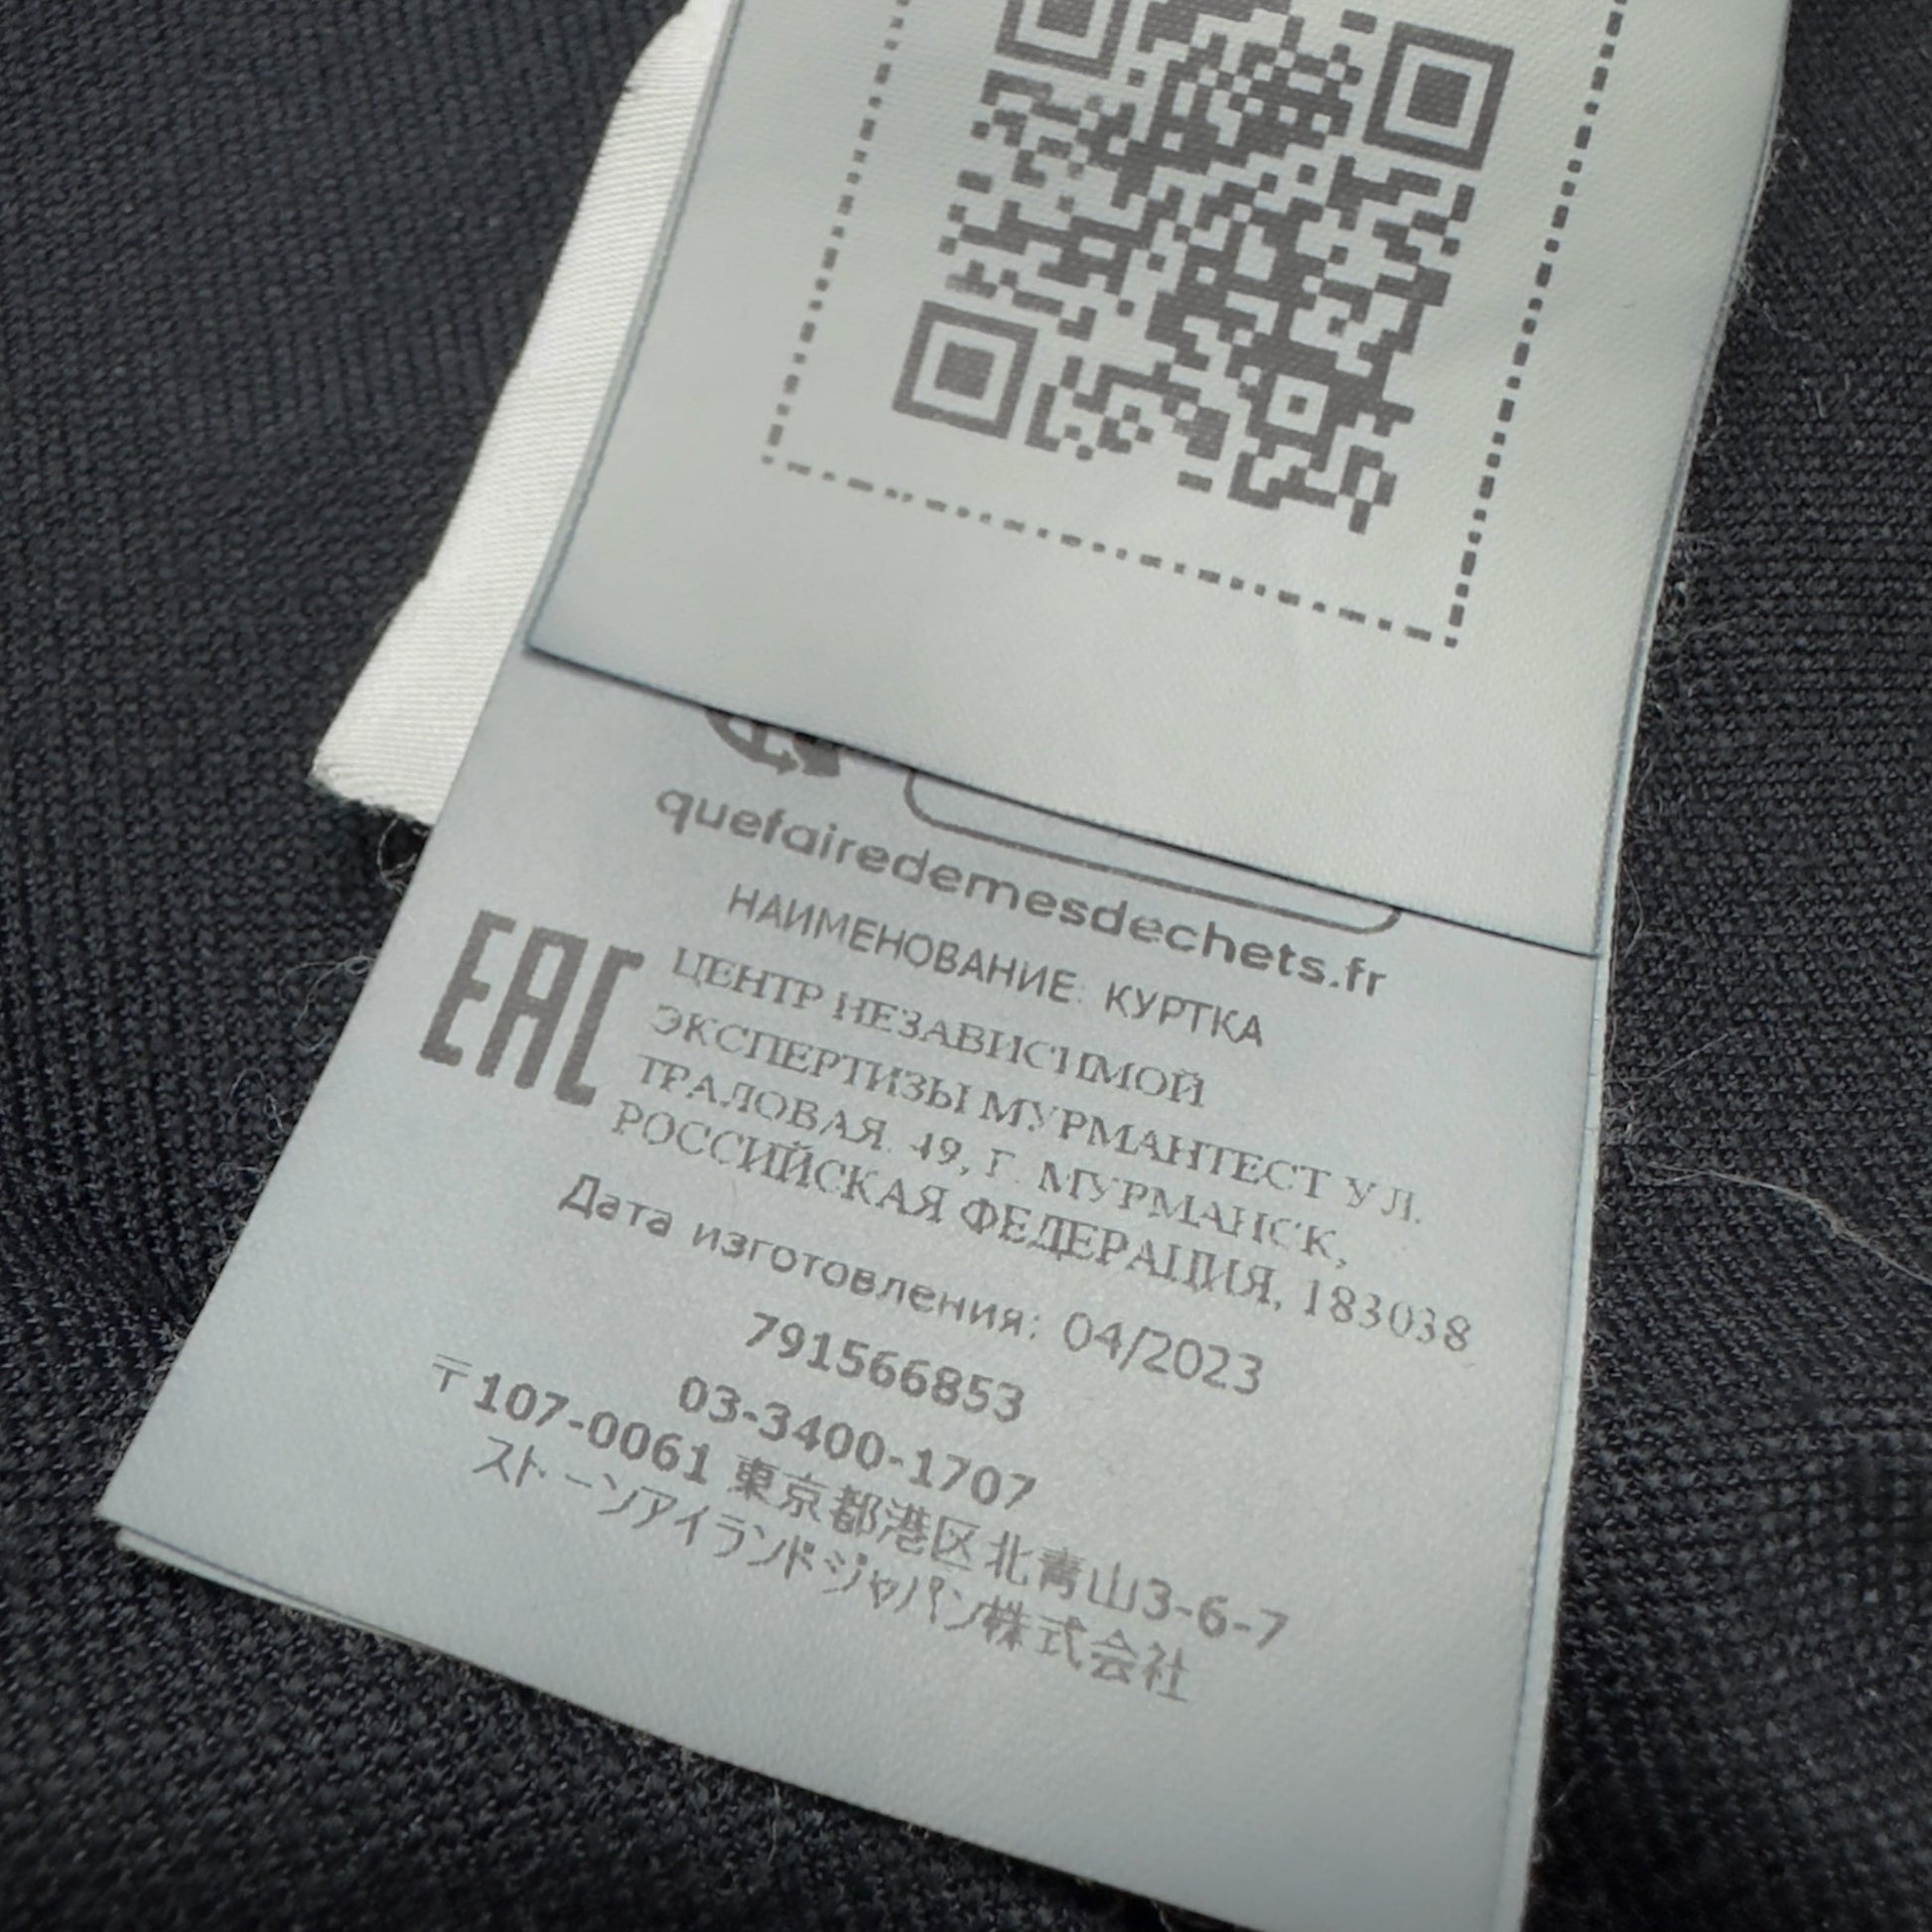 quefairedemesdechets.fr
НАИМЕНОВАНИЕ: КУРТКА
EAC
ЦЕНТР НЕЗАВИСИМОЙ
ЭКСПЕРТИЗЫ МУРМАНТЕСТ УЛ.
ТРАЛОВАЯ, 49, Г. МУРМАНСК,
РОССИЙСКАЯ ФЕДЕРАЦИЯ, 183038
Дата изготовления: 04/2023
791566853
03-3400-1707
〒107-0061 東京都港区北青山3-6-7
ストーンアイランドジャパン株式会社